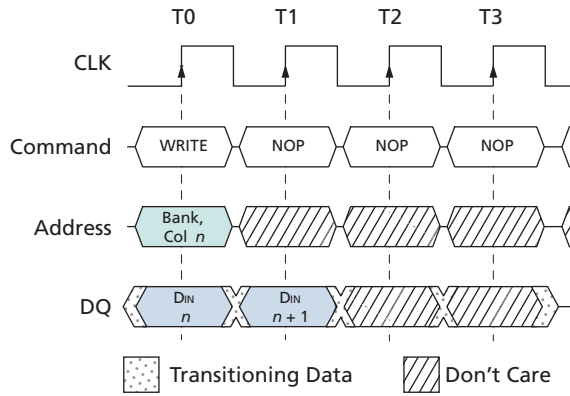 T0 T1 T2 T3
CLK
Command WRITE NOP NOP NOP
Address Bank, Col n
DQ DIN n DIN n + 1
Transitioning Data Don't Care